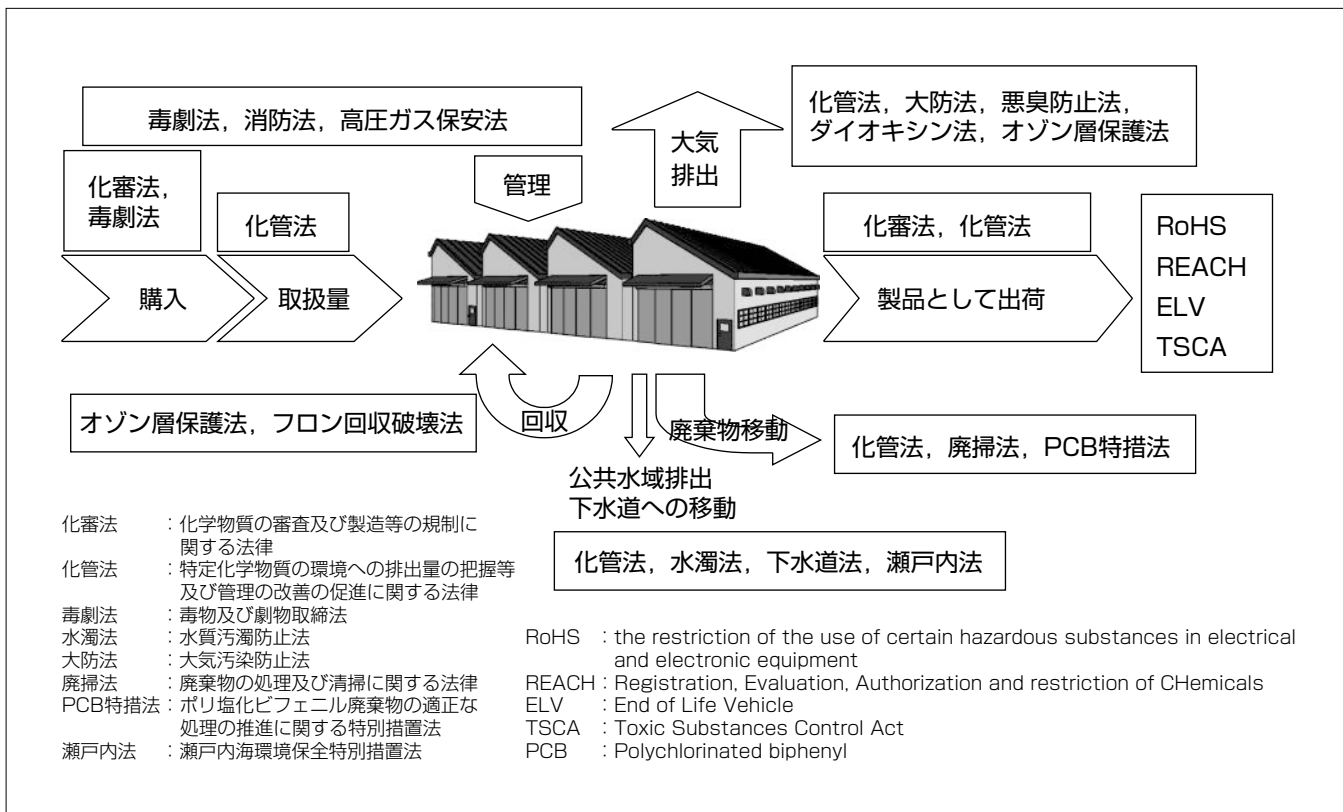 毒劇法，消防法，高圧ガス保安法
大気
排出
化管法，大防法，悪臭防止法，
ダイオキシン法，オゾン層保護法
化審法，
毒劇法
化管法
管理
購入
取扱量
化審法，化管法
製品として出荷
RoHS
REACH
ELV
TSCA
オゾン層保護法，フロン回収破壊法
回収
廃棄物移動
化管法，廃掃法，PCB特措法
公共水域排出
下水道への移動
化管法，水濁法，下水道法，瀬戸内法
化審法　：化学物質の審査及び製造等の規制に
関する法律
化管法　：特定化学物質の環境への排出量の把握等
及び管理の改善の促進に関する法律
毒劇法　：毒物及び劇物取締法
水濁法　：水質汚濁防止法
大防法　：大気汚染防止法
廃掃法　：廃棄物の処理及び清掃に関する法律
PCB特措法：ポリ塩化ビフェニル廃棄物の適正な
処理の推進に関する特別措置法
瀬戸内法　：瀬戸内海環境保全特別措置法
RoHS ：the restriction of the use of certain hazardous substances in electrical
and electronic equipment
REACH：Registration, Evaluation, Authorization and restriction of CHemicals
ELV ：End of Life Vehicle
TSCA ：Toxic Substances Control Act
PCB ：Polychlorinated biphenyl